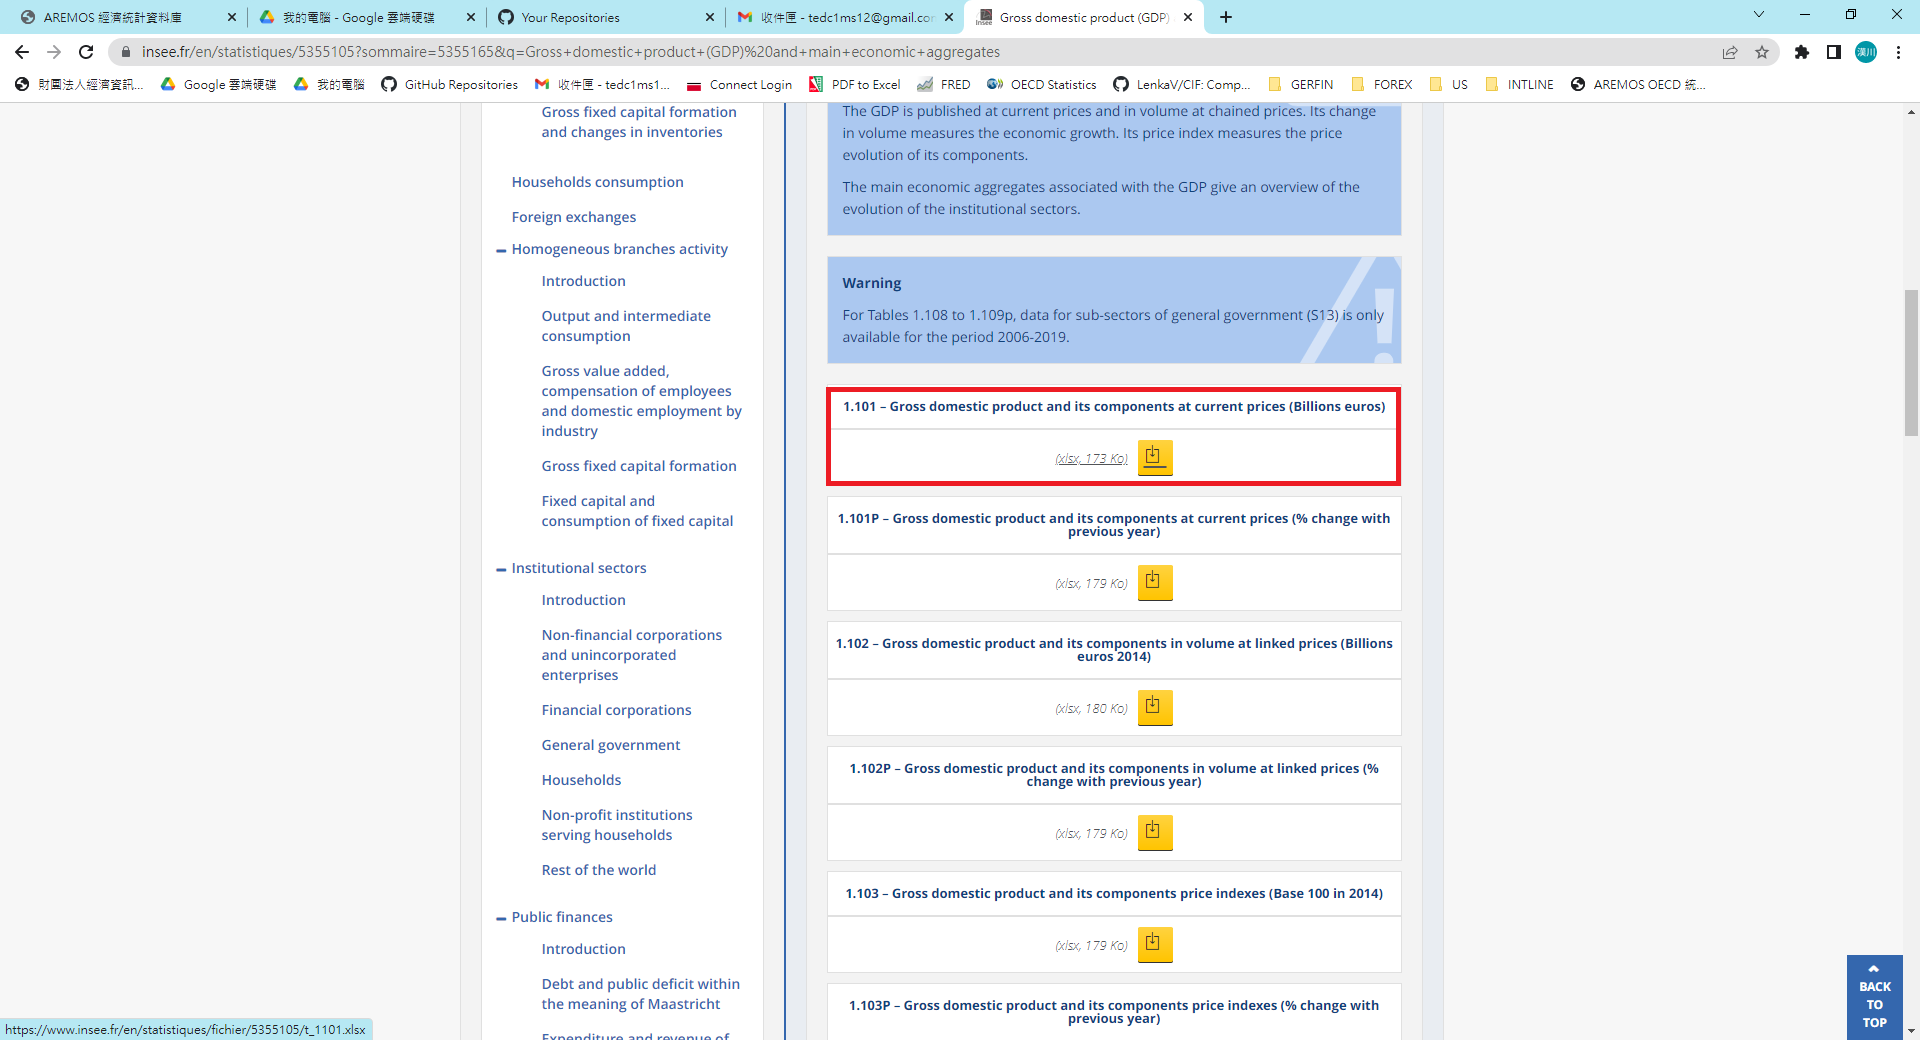 AREMOS 經濟統計資料庫
我的電腦 - Google 雲端硬碟
Your Repositories
收件匣 - tedc1ms12@gmail.co
Gross domestic product (GDP)
insee.fr/en/statistiques/5355105?sommaire=5355165&q=Gross+domestic+product+(GDP)%20and+main+economic+aggregates
漢川
財團法人經濟資訊...
Google 雲端硬碟
我的電腦
GitHub Repositories
收件匣 - tedc1ms1...
Connect Login
PDF to Excel
FRED
OECD Statistics
LenkaV/CIF: Comp...
GERFIN
FOREX
US
INTLINE
AREMOS OECD 統...
Gross fixed capital formation
and changes in inventories
Households consumption
Foreign exchanges
Homogeneous branches activity
Introduction
Output and intermediate
consumption
Gross value added,
compensation of employees
and domestic employment by
industry
Gross fixed capital formation
Fixed capital and
consumption of fixed capital
Institutional sectors
Introduction
Non-financial corporations
and unincorporated
enterprises
Financial corporations
General government
Households
Non-profit institutions
serving households
Rest of the world
Public finances
Introduction
Debt and public deficit within
the meaning of Maastricht
Expenditure and revenue of
The GDP is published at current prices and in volume at chained prices. Its change
in volume measures the economic growth. Its price index measures the price
evolution of its components.
The main economic aggregates associated with the GDP give an overview of the
evolution of the institutional sectors.
Warning
For Tables 1.108 to 1.109p, data for sub-sectors of general government (S13) is only
available for the period 2006-2019.
1.101 – Gross domestic product and its components at current prices (Billions euros)
(xlsx, 173 Ko)
1.101P – Gross domestic product and its components at current prices (% change with
previous year)
(xlsx, 179 Ko)
1.102 – Gross domestic product and its components in volume at linked prices (Billions
euros 2014)
(xlsx, 180 Ko)
1.102P – Gross domestic product and its components in volume at linked prices (%
change with previous year)
(xlsx, 179 Ko)
1.103 – Gross domestic product and its components price indexes (Base 100 in 2014)
(xlsx, 179 Ko)
1.103P – Gross domestic product and its components price indexes (% change with
previous year)
BACK
TO
TOP
https://www.insee.fr/en/statistiques/fichier/5355105/t_1101.xlsx